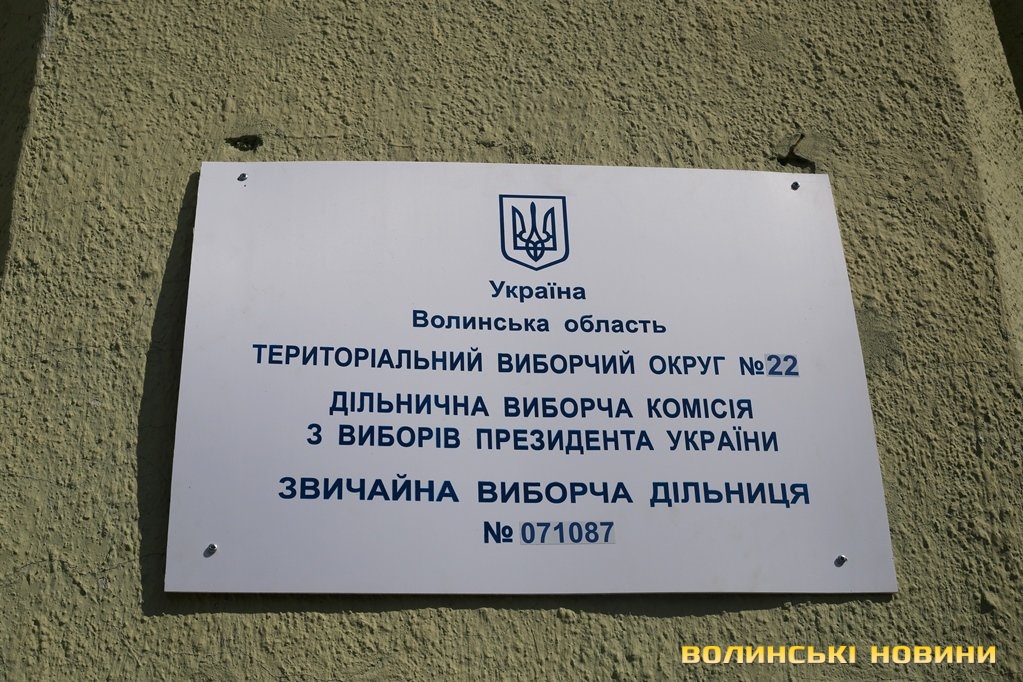 Україна
Волинська область
ТЕРИТОРІАЛЬНИЙ ВИБОРЧИЙ ОКРУГ №22
ДІЛЬНИЧНА ВИБОРЧА КОМІСІЯ
З ВИБОРІВ ПРЕЗИДЕНТА УКРАЇНИ
ЗВИЧАЙНА ВИБОРЧА ДІЛЬНИЦЯ
№ 071087
ВОЛИНСЬКІ НОВИНИ